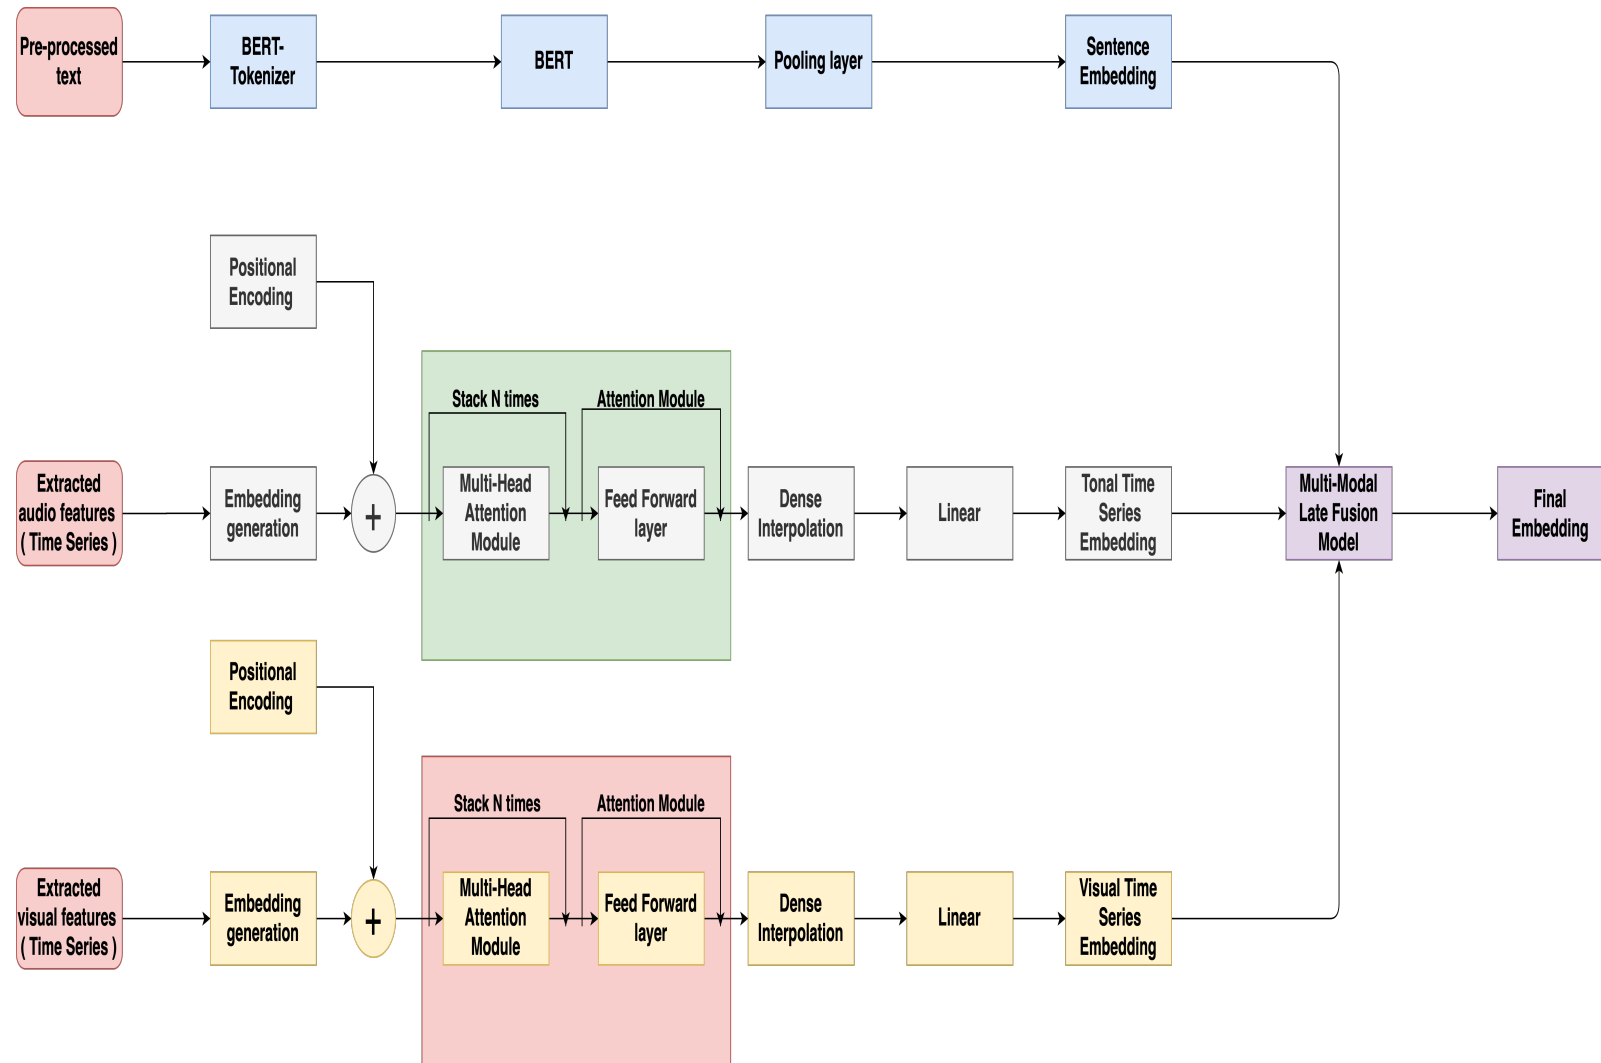 Pre-processed
text
BERT-
Tokenizer
BERT
Pooling layer
Sentence
Embedding
Positional
Encoding
Stack N times
Attention Module
Extracted
audio features
( Time Series )
Embedding
generation
+
Multi-Head
Attention
Module
Feed Forward
layer
Dense
Interpolation
Linear
Tonal Time
Series
Embedding
Multi-Modal
Late Fusion
Model
Final
Embedding
Positional
Encoding
Stack N times
Attention Module
Extracted
visual features
( Time Series )
Embedding
generation
+
Multi-Head
Attention
Module
Feed Forward
layer
Dense
Interpolation
Linear
Visual Time
Series
Embedding